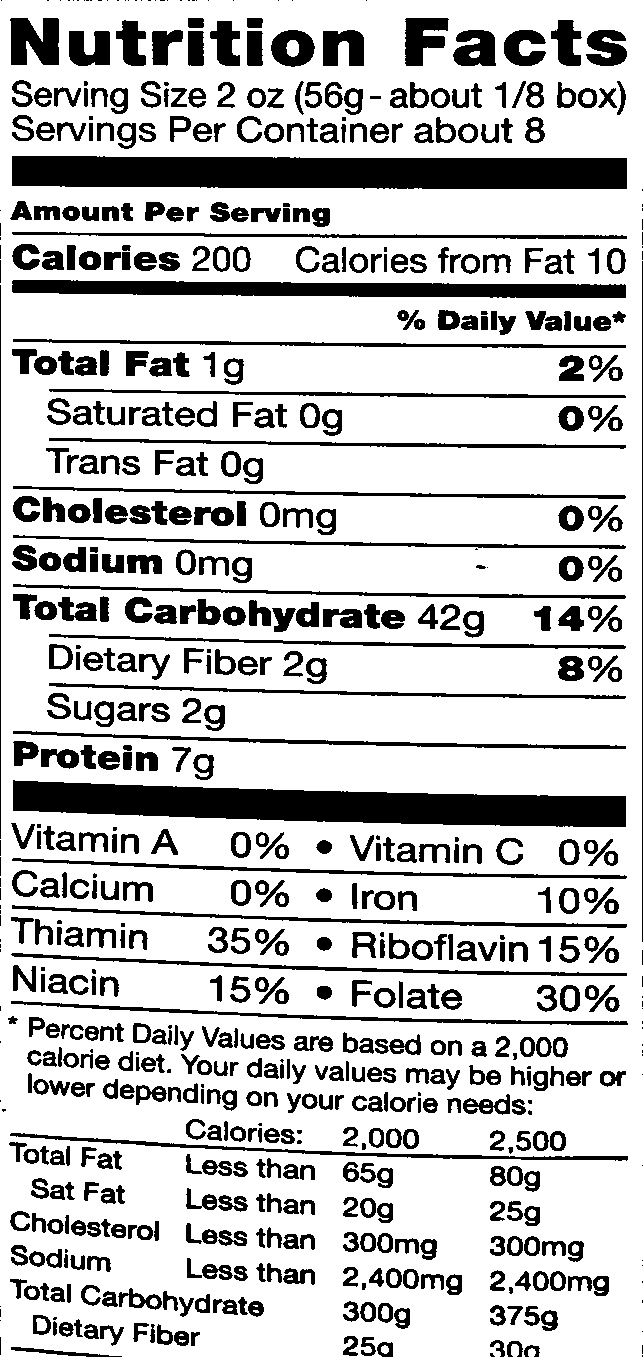 Nutrition Facts
Serving Size 2 oz (56g - about 1/8 box)
Servings Per Container about 8
Amount Per Serving
Calories 200 Calories from Fat 10
% Daily Value*
Total Fat 1g 2%
Saturated Fat 0g 0%
Trans Fat 0g
Cholesterol 0mg 0%
Sodium 0mg 0%
Total Carbohydrate 42g 14%
Dietary Fiber 2g 8%
Sugars 2g
Protein 7g
Vitamin A 0% • Vitamin C 0%
Calcium 0% • Iron 10%
Thiamin 35% • Riboflavin 15%
Niacin 15% • Folate 30%
* Percent Daily Values are based on a 2,000
calorie diet. Your daily values may be higher or
lower depending on your calorie needs:
Calories: 2,000 2,500
Total Fat Less than 65g 80g
Sat Fat Less than 20g 25g
Cholesterol Less than 300mg 300mg
Sodium Less than 2,400mg 2,400mg
Total Carbohydrate 300g 375g
Dietary Fiber 25g 30g